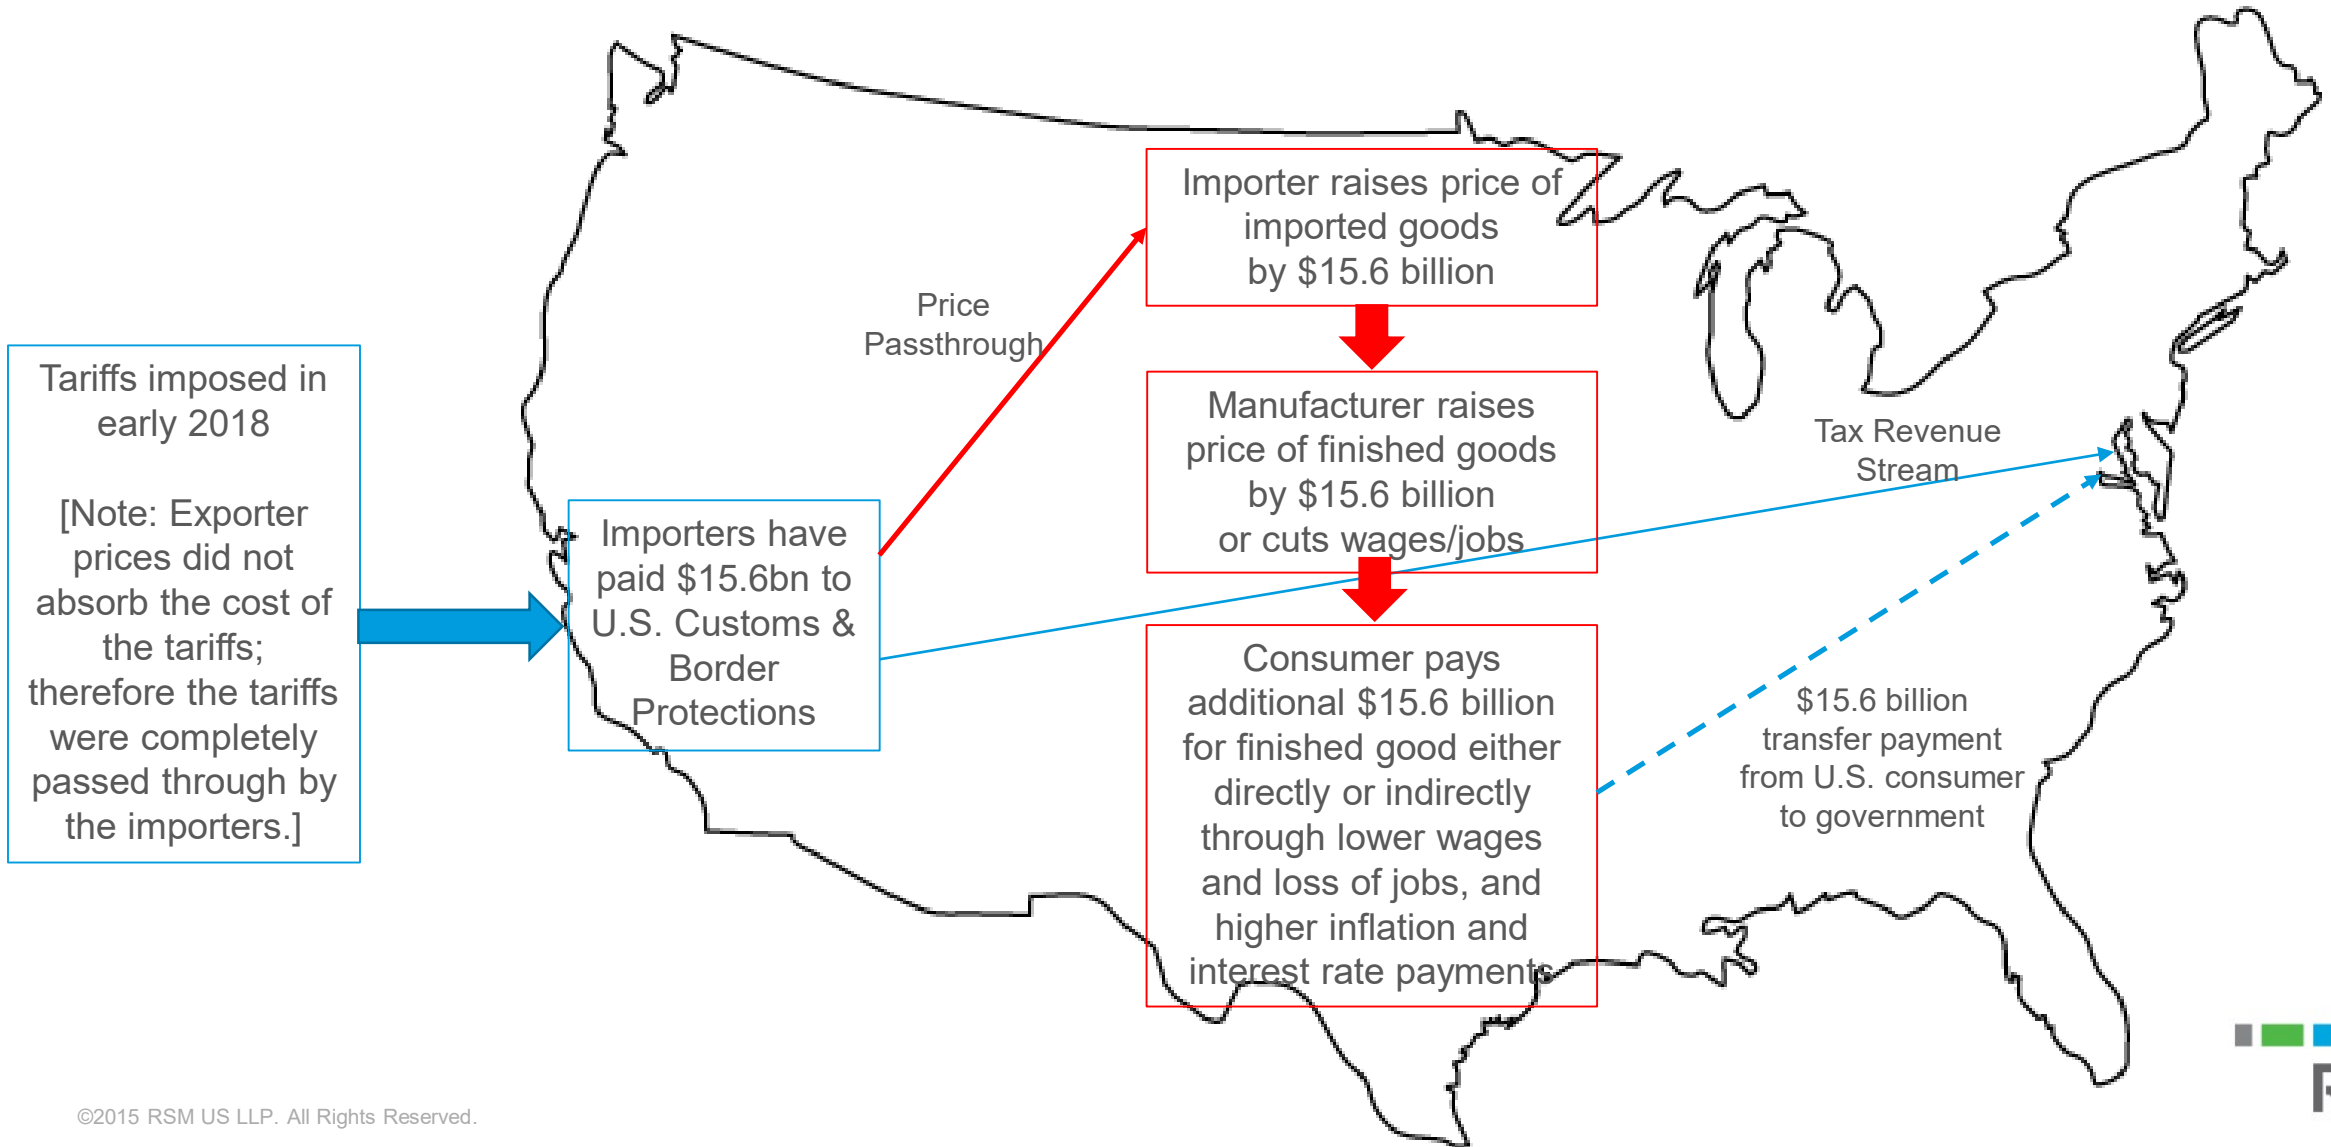 Tariffs imposed in
early 2018
[Note: Exporter
prices did not
absorb the cost of
the tariffs;
therefore the tariffs
were completely
passed through by
the importers.]
Importers have
paid $15.6bn to
U.S. Customs &
Border
Protections
Price
Passthrough
Importer raises price of
imported goods
by $15.6 billion
Manufacturer raises
price of finished goods
by $15.6 billion
or cuts wages/jobs
Consumer pays
additional $15.6 billion
for finished good either
directly or indirectly
through lower wages
and loss of jobs, and
higher inflation and
interest rate payments
Tax Revenue
Stream
$15.6 billion
transfer payment
from U.S. consumer
to government
©2015 RSM US LLP. All Rights Reserved.